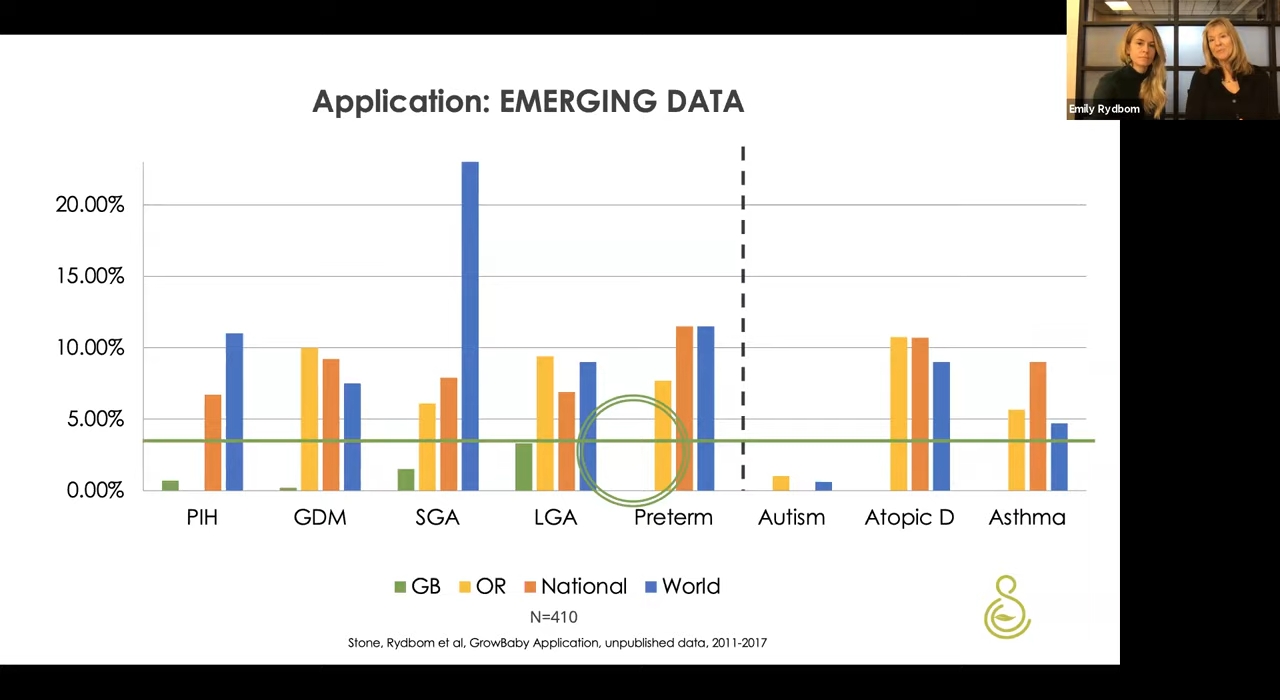 Emily Rydbom
Application: EMERGING DATA
20.00%
15.00%
10.00%
5.00%
0.00%
PIH GDM SGA LGA Preterm Autism Atopic D Asthma
GB OR National World
N=410
Stone, Rydbom et al, GrowBaby Application, unpublished data, 2011-2017